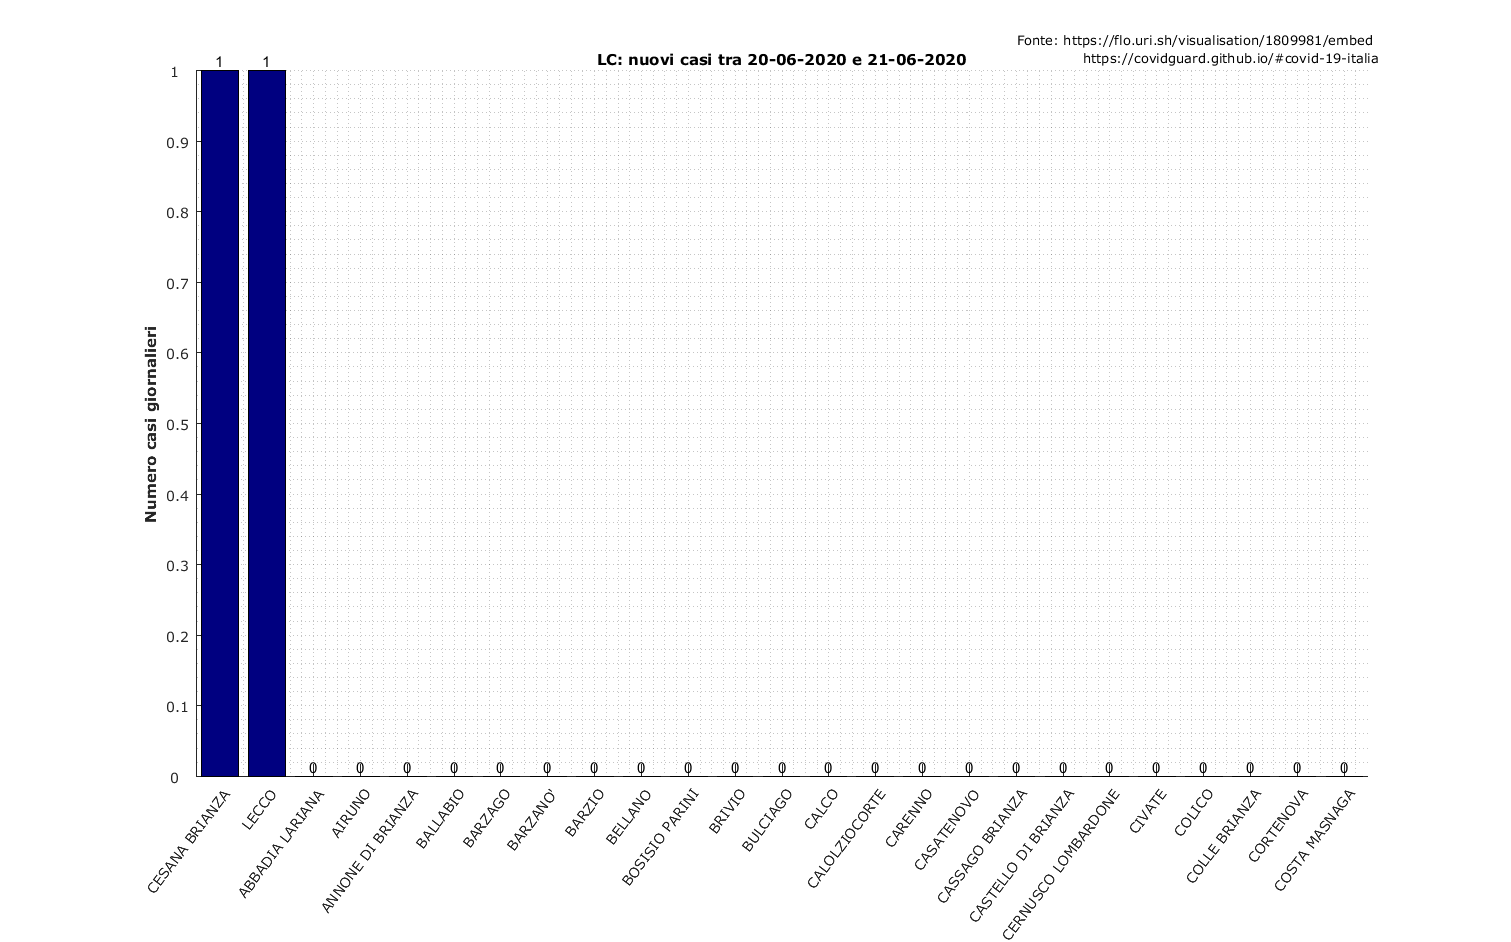 Fonte: https://flo.uri.sh/visualisation/1809981/embed
https://covidguard.github.io/#covid-19-italia
LC: nuovi casi tra 20-06-2020 e 21-06-2020
Numero casi giornalieri
1
0.9
0.8
0.7
0.6
0.5
0.4
0.3
0.2
0.1
0
1 1 0 0 0 0 0 0 0 0 0 0 0 0 0 0 0 0 0 0 0 0 0 0 0
CESANA BRIANZA
LECCO
ABBADIA LARIANA
AIRUNO
ANNONE DI BRIANZA
BALLABIO
BARZAGO
BARZANO'
BARZIO
BELLANO
BOSISIO PARINI
BRIVIO
BULCIAGO
CALCO
CALOLZIOCORTE
CARENNO
CASATENOVO
CASSAGO BRIANZA
CASTELLO DI BRIANZA
CERNUSCO LOMBARDONE
CIVATE
COLICO
COLLE BRIANZA
CORTENOVA
COSTA MASNAGA